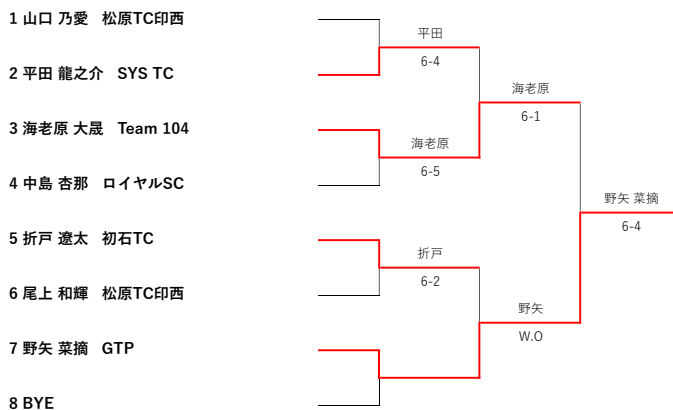 1 山口 乃愛 松原TC印西
2 平田 龍之介 SYS TC
3 海老原 大晟 Team 104
4 中島 杏那 ロイヤルSC
5 折戸 遼太 初石TC
6 尾上 和輝 松原TC印西
7 野矢 菜摘 GTP
8 BYE
平田
6-4
海老原
6-5
折戸
6-2
海老原
6-1
野矢
W.O
野矢 菜摘
6-4